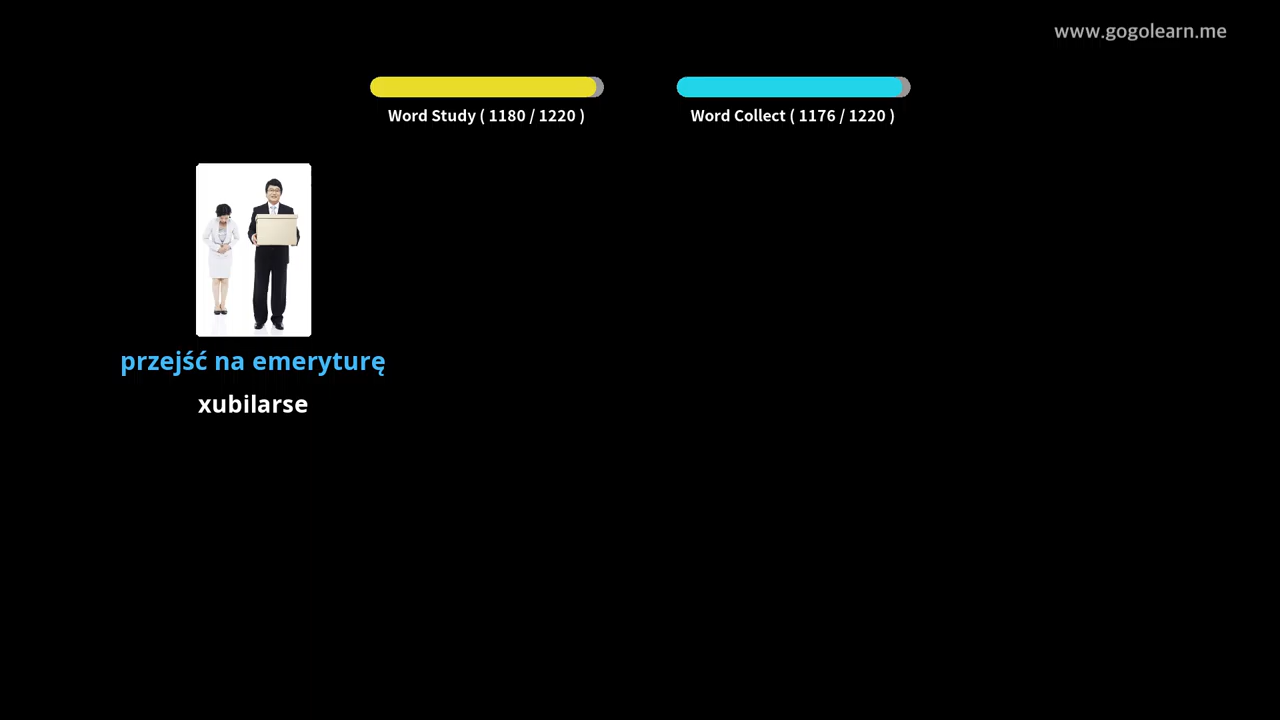 www.gogolearn.me
Word Study ( 1180 / 1220 )
Word Collect ( 1176 / 1220 )
przejść na emeryturę
xubilarse